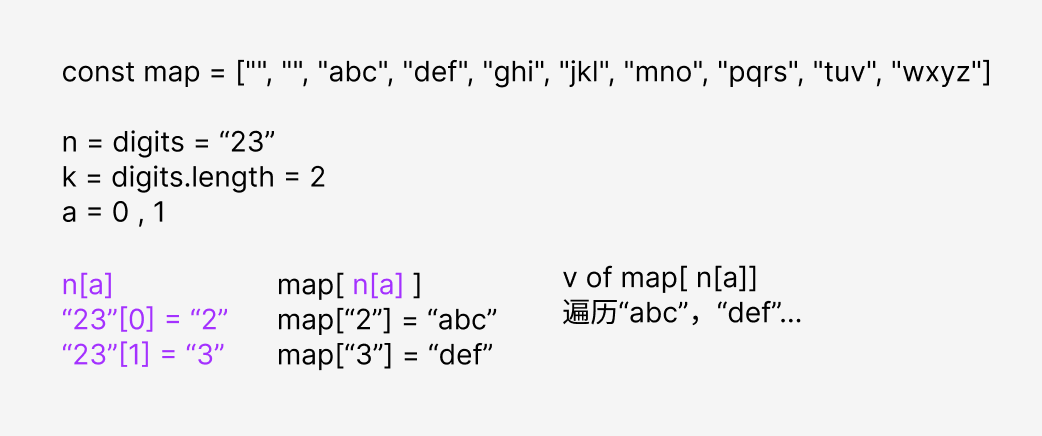 const map = ["", "", "abc", "def", "ghi", "jkl", "mno", "pqrs", "tuv", "wxyz"]
n = digits = “23”
k = digits.length = 2
a = 0 , 1
n[a]
“23”[0] = “2”
“23”[1] = “3”
map[ n[a] ]
map[“2”] = “abc”
map[“3”] = “def”
v of map[ n[a]]
遍历“abc”，“def”...